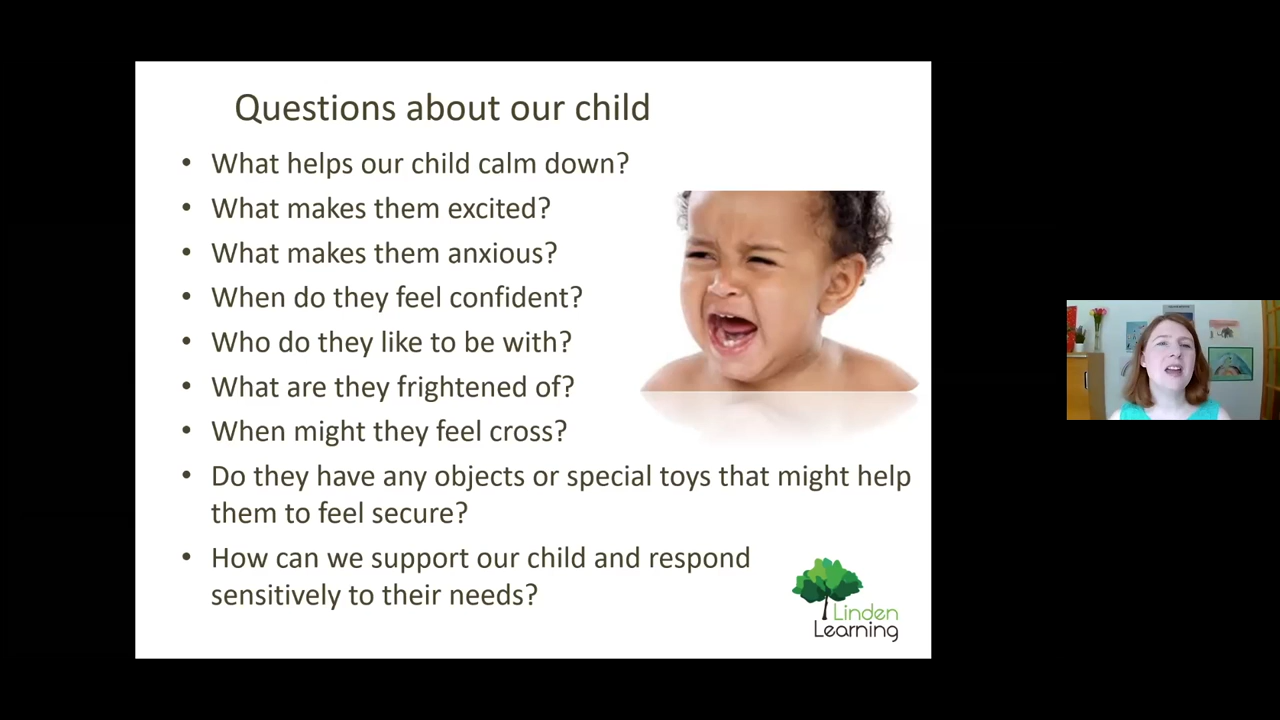 Questions about our child
• What helps our child calm down?
• What makes them excited?
• What makes them anxious?
• When do they feel confident?
• Who do they like to be with?
• What are they frightened of?
• When might they feel cross?
• Do they have any objects or special toys that might help
them to feel secure?
• How can we support our child and respond
sensitively to their needs?
Linden
Learning